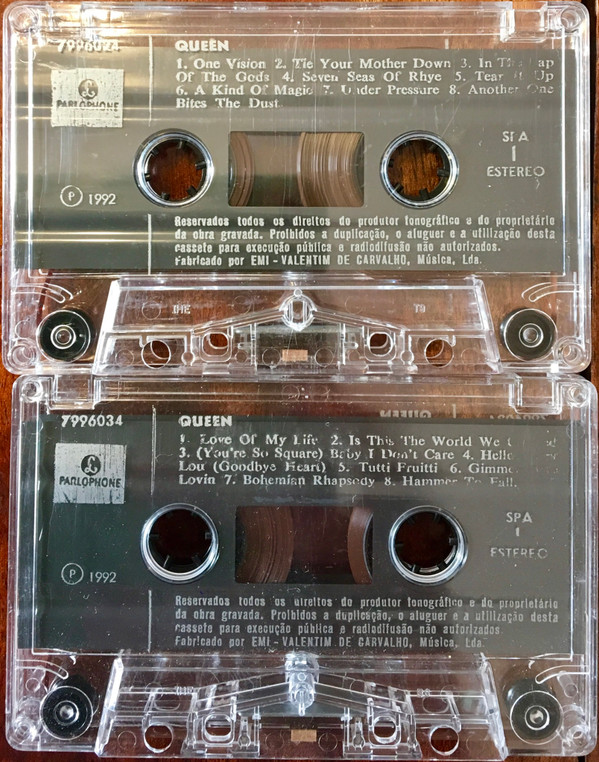 7996024
QUEEN
1. One Vision 2. Tie Your Mother Down 3. In
Of The Gods 4. Seven Seas Of Rhye 5. Tear Up
6. A Kind Of Magic 7. Under Pressure 8. Another One
Bites The Dust
PARLOPHONE
SPA
1
ESTEREO
P 1992
Reservados todos os direitos do produtor fonográfico e do proprietário
da obra gravada. Proibidos a duplicação, o aluguer e a utilização desta
cassete para execução pública e radiodifusão não autorizados.
Fabricado por EMI - VALENTIM DE CARVALHO, Música, Lda.
7996034
QUEEN
1. Love Of My Life 2. Is This The World We
3. (You're So Square) Baby I Don't Care 4. Hello
Lou (Goodbye Heart) 5. Tutti Fruitti 6. Gimme
Lovin 7. Bohemian Rhapsody 8. Hammer To Fall.
PARLOPHONE
SPA
1
ESTEREO
P 1992
Reservados todos os direitos do produtor fonográfico e do proprietário
da obra gravada. Proibidos a duplicação, o aluguer e a utilização desta
cassete para execução pública e radiodifusão não autorizados
Fabricado por EMI - VALENTIM DE CARVALHO, Música, Lda.